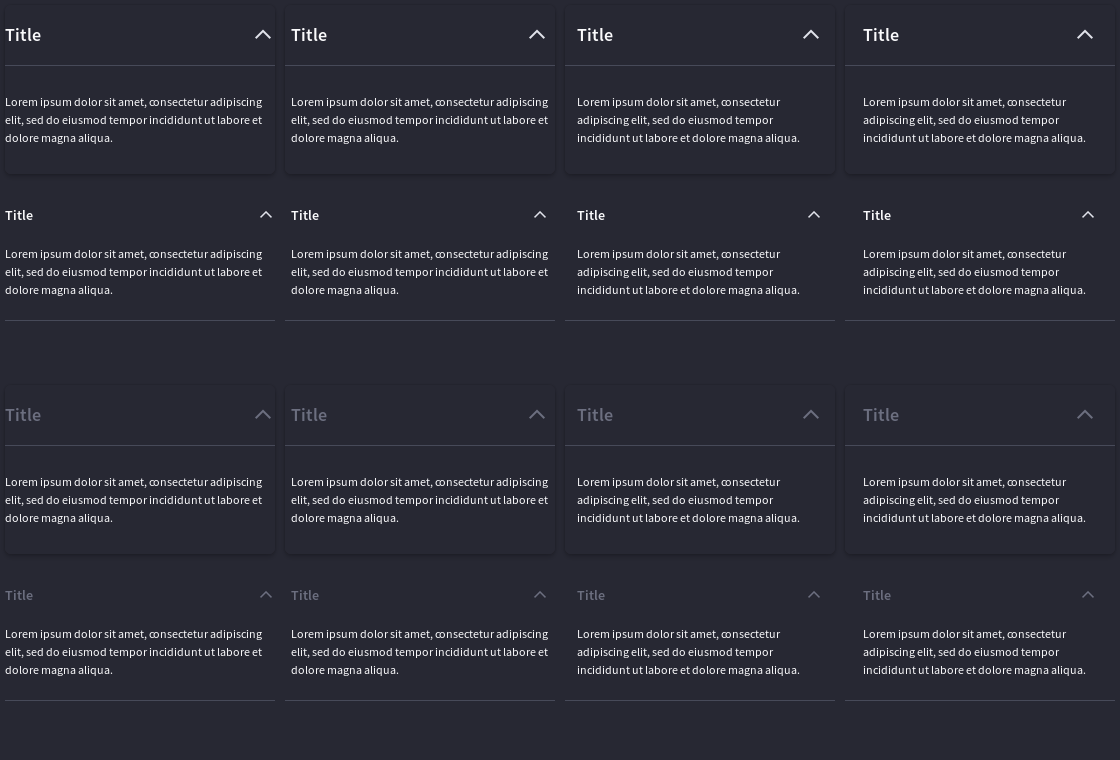 Title
Title
Title
Title
Lorem ipsum dolor sit amet, consectetur adipiscing
elit, sed do eiusmod tempor incididunt ut labore et
dolore magna aliqua.
Lorem ipsum dolor sit amet, consectetur adipiscing
elit, sed do eiusmod tempor incididunt ut labore et
dolore magna aliqua.
Lorem ipsum dolor sit amet, consectetur
adipiscing elit, sed do eiusmod tempor
incididunt ut labore et dolore magna aliqua.
Lorem ipsum dolor sit amet, consectetur
adipiscing elit, sed do eiusmod tempor
incididunt ut labore et dolore magna aliqua.
Title
Title
Title
Title
Lorem ipsum dolor sit amet, consectetur adipiscing
elit, sed do eiusmod tempor incididunt ut labore et
dolore magna aliqua.
Lorem ipsum dolor sit amet, consectetur adipiscing
elit, sed do eiusmod tempor incididunt ut labore et
dolore magna aliqua.
Lorem ipsum dolor sit amet, consectetur
adipiscing elit, sed do eiusmod tempor
incididunt ut labore et dolore magna aliqua.
Lorem ipsum dolor sit amet, consectetur
adipiscing elit, sed do eiusmod tempor
incididunt ut labore et dolore magna aliqua.
Title
Title
Title
Title
Lorem ipsum dolor sit amet, consectetur adipiscing
elit, sed do eiusmod tempor incididunt ut labore et
dolore magna aliqua.
Lorem ipsum dolor sit amet, consectetur adipiscing
elit, sed do eiusmod tempor incididunt ut labore et
dolore magna aliqua.
Lorem ipsum dolor sit amet, consectetur
adipiscing elit, sed do eiusmod tempor
incididunt ut labore et dolore magna aliqua.
Lorem ipsum dolor sit amet, consectetur
adipiscing elit, sed do eiusmod tempor
incididunt ut labore et dolore magna aliqua.
Title
Title
Title
Title
Lorem ipsum dolor sit amet, consectetur adipiscing
elit, sed do eiusmod tempor incididunt ut labore et
dolore magna aliqua.
Lorem ipsum dolor sit amet, consectetur adipiscing
elit, sed do eiusmod tempor incididunt ut labore et
dolore magna aliqua.
Lorem ipsum dolor sit amet, consectetur
adipiscing elit, sed do eiusmod tempor
incididunt ut labore et dolore magna aliqua.
Lorem ipsum dolor sit amet, consectetur
adipiscing elit, sed do eiusmod tempor
incididunt ut labore et dolore magna aliqua.